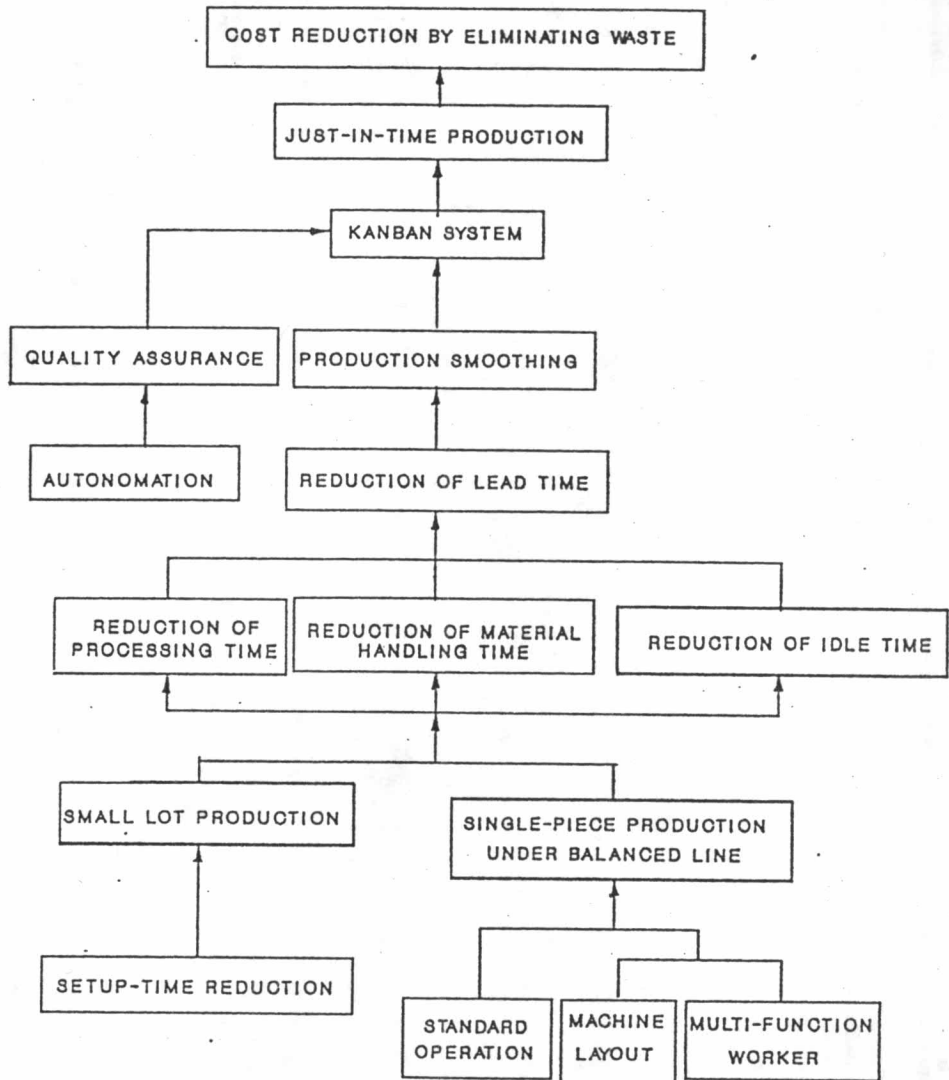 COST REDUCTION BY ELIMINATING WASTE
JUST-IN-TIME PRODUCTION
KANBAN SYSTEM
QUALITY ASSURANCE
PRODUCTION SMOOTHING
AUTONOMATION
REDUCTION OF LEAD TIME
REDUCTION OF
PROCESSING TIME
REDUCTION OF MATERIAL
HANDLING TIME
REDUCTION OF IDLE TIME
SMALL LOT PRODUCTION
SINGLE-PIECE PRODUCTION
UNDER BALANCED LINE
SETUP-TIME REDUCTION
STANDARD
OPERATION
MACHINE
LAYOUT
MULTI-FUNCTION
WORKER